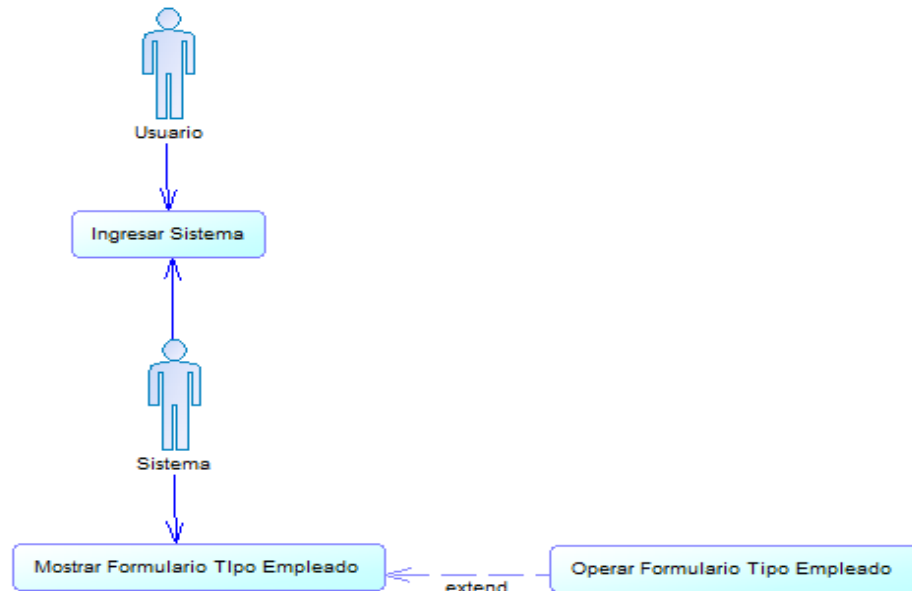 Usuario
Ingresar Sistema
Sistema
Mostrar Formulario TIpo Empleado
extend
Operar Formulario Tipo Empleado